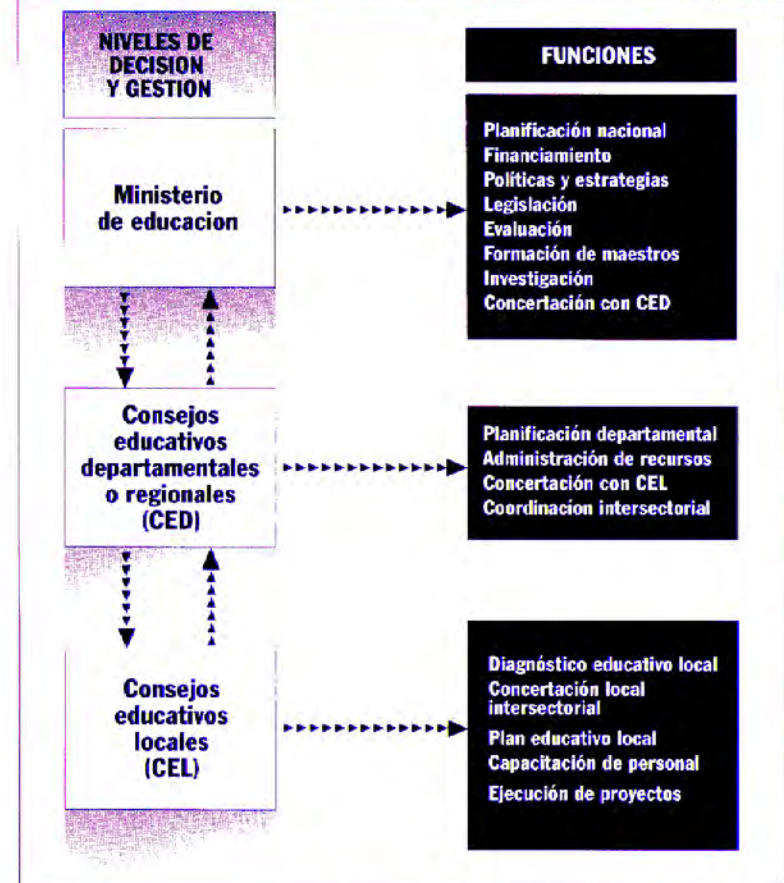 NIVELES DE
DECISION
Y GESTION
FUNCIONES
Ministerio
de educacion
Planificación nacional
Financiamiento
Políticas y estrategias
Legislación
Evaluación
Formación de maestros
Investigación
Concertación con CED
Consejos
educativos
departamentales
o regionales
(CED)
Planificación departamental
Administración de recursos
Concertación con CEL
Coordinacion intersectorial
Consejos
educativos
locales
(CEL)
Diagnóstico educativo local
Concertación local
intersectorial
Plan educativo local
Capacitación de personal
Ejecución de proyectos